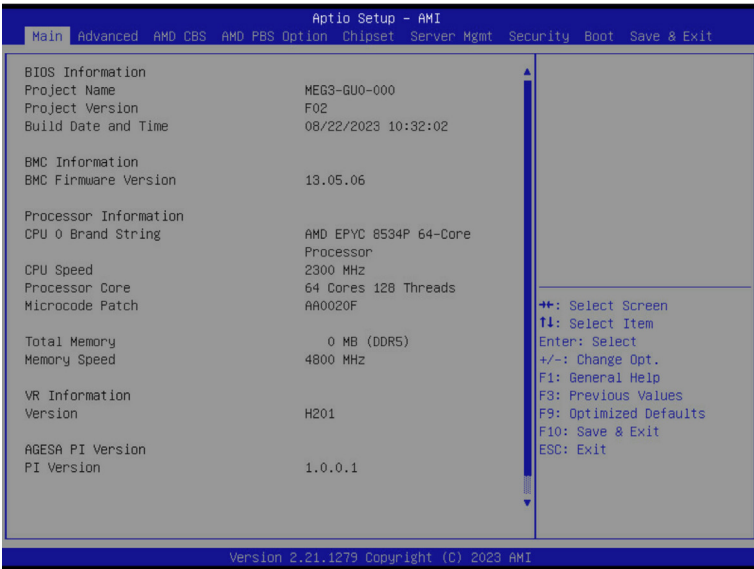 Aptio Setup – AMI
Main Advanced AMD CBS AMD PBS Option Chipset Server Mgmt Security Boot Save & Exit
BIOS Information
Project Name MEG3-GU0-000
Project Version F02
Build Date and Time 08/22/2023 10:32:02
BMC Information
BMC Firmware Version 13.05.06
Processor Information
CPU 0 Brand String AMD EPYC 8534P 64-Core
Processor
CPU Speed 2300 MHz
Processor Core 64 Cores 128 Threads
Microcode Patch AA0020F
Total Memory 0 MB (DDR5)
Memory Speed 4800 MHz
VR Information
Version H201
AGESA PI Version
PI Version 1.0.0.1
→←: Select Screen
↑↓: Select Item
Enter: Select
+/-: Change Opt.
F1: General Help
F3: Previous Values
F9: Optimized Defaults
F10: Save & Exit
ESC: Exit
Version 2.21.1279 Copyright (C) 2023 AMI